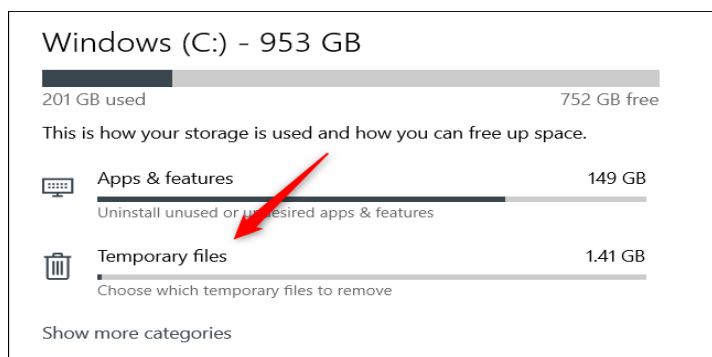 Windows (C:) - 953 GB
201 GB used 752 GB free
This is how your storage is used and how you can free up space.
Apps & features 149 GB
Uninstall unused or undesired apps & features
Temporary files 1.41 GB
Choose which temporary files to remove
Show more categories